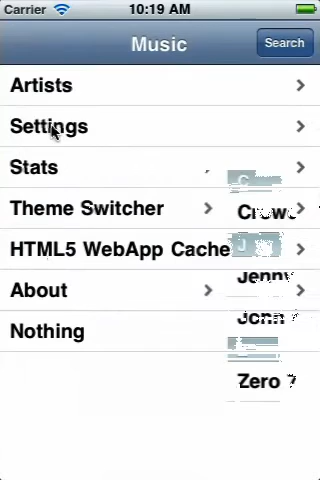 Carrier 10:19 AM
Music Search
Artists
Settings
Stats
C
Theme Switcher
J
HTML5 WebApp Cache
Jenny
About
John
Nothing
Zero 7